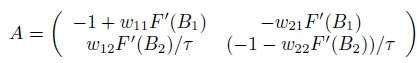 A = ( −1 + w₁₁F′(B₁) −w₂₁F′(B₁)
w₁₂F′(B₂)/τ (−1 − w₂₂F′(B₂))/τ )